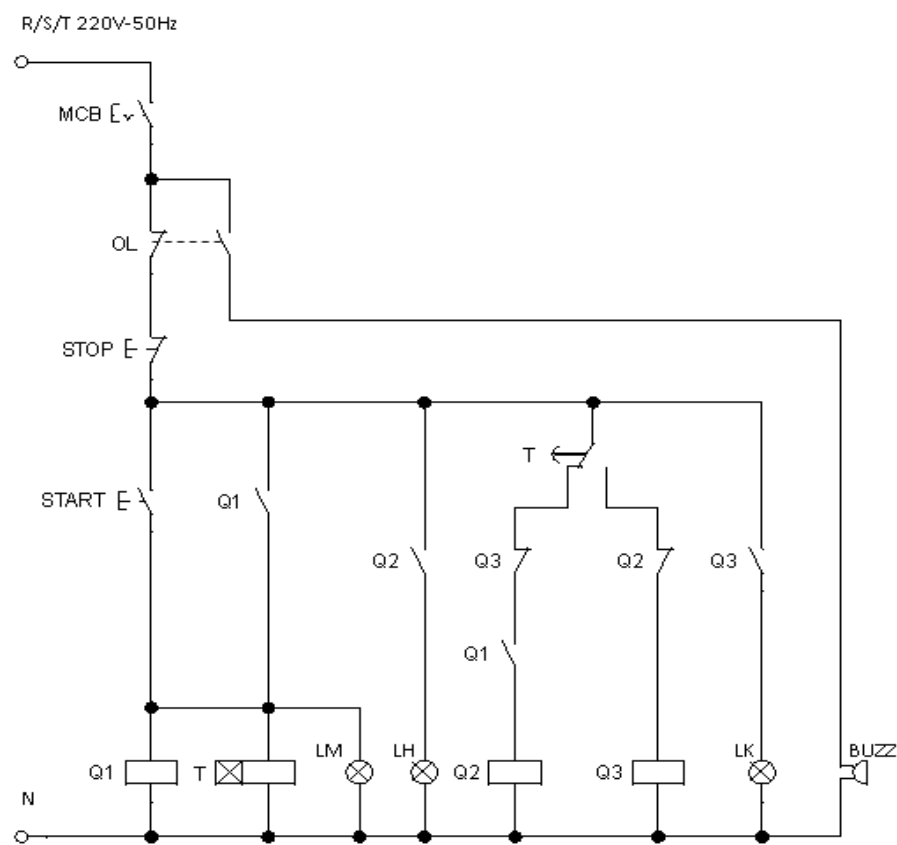 R/S/T 220V-50Hz
MCB
OL
STOP
T
START
Q1
Q2
Q3
Q2
Q3
Q1
Q1
T
LM
LH
Q2
Q3
LK
BUZZ
N